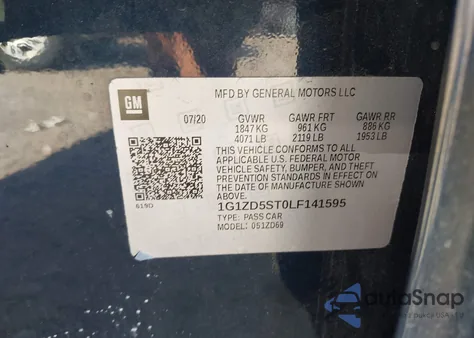 MFD BY GENERAL MOTORS LLC
GM
07/20 GVWR GAWR FRT GAWR RR
1847 KG 961 KG 886 KG
4071 LB 2119 LB 1953 LB
THIS VEHICLE CONFORMS TO ALL
APPLICABLE U.S. FEDERAL MOTOR
VEHICLE SAFETY, BUMPER, AND THEFT
PREVENTION STANDARDS IN EFFECT
ON THE DATE OF MANUFACTURE SHOWN
ABOVE.
619D 1G1ZD5ST0LF141595
TYPE: PASS CAR
MODEL: 051ZD69
autoSnap